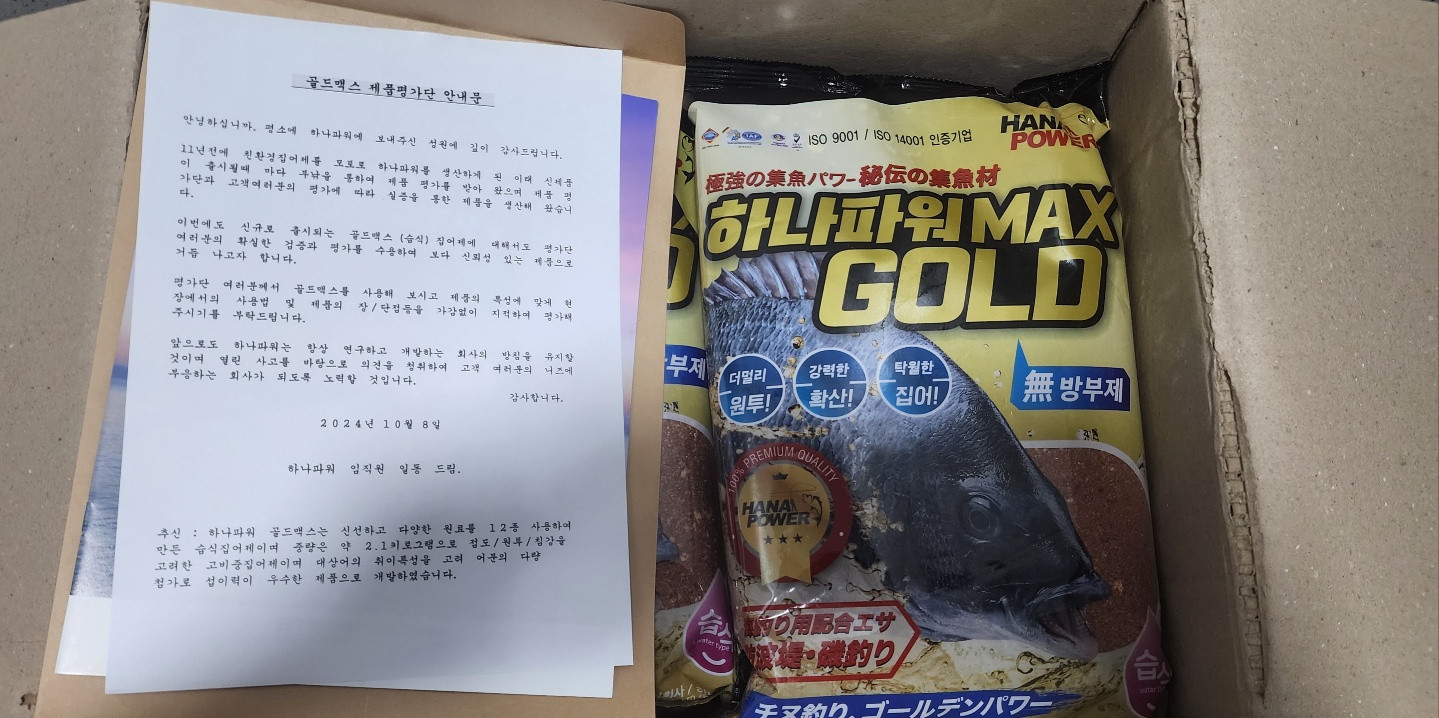 골드맥스 제품평가단 안내문
안녕하십니까. 평소에 하나파워에 보내주신 성원에 깊이 감사드립니다.
11년전에 친환경집어제를 모토로 하나파워를 생산하게 된 이래 신제품
이 출시될때 마다 부남을 통하여 제품 평가를 받아 왔으며 제품 평
가단과 고객여러분의 평가에 따라 실증을 통한 제품을 생산해 왔습니
다.
이번에도 신규로 출시되는 골드맥스 (습식) 집어제에 대해서도 평가단
여러분의 확실한 검증과 평가를 수용하여 보다 신뢰성 있는 제품으로
거듭 나고자 합니다.
평가단 여러분께서 골드맥스를 사용해 보시고 제품의 특성에 맞게 현
장에서의 사용법 및 제품의 장/단점등을 가감없이 지적하여 평가해
주시기를 부탁드립니다.
앞으로도 하나파워는 항상 연구하고 개발하는 회사의 방침을 유지할
것이며 열린 사고를 바탕으로 의견을 청취하여 고객 여러분의 니즈에
부응하는 회사가 되도록 노력할 것입니다.
감사합니다.
2024년 10월 8일
하나파워 임직원 일동 드림.
추신 : 하나파워 골드맥스는 신선하고 다양한 원료를 12종 사용하여
만든 습식집어제이며 중량은 약 2.1키로그램으로 점도/원투/침강을
고려한 고비중집어제이며 대상어의 취이특성을 고려 어분의 다량
첨가로 섭이력이 우수한 제품으로 개발하였습니다.
ISO 9001 / ISO 14001 인증기업
HANA POWER
極強の集魚パワー秘伝の集魚材
하나파워 MAX
GOLD
더멀리 원투!
강력한 확산!
탁월한 집어!
無 방부제
부제
100% PREMIUM QUALITY
HANA POWER
釣り用配合エサ
波堤・磯釣り
チヌ釣り、ゴールデンパワー
습식
water type
습